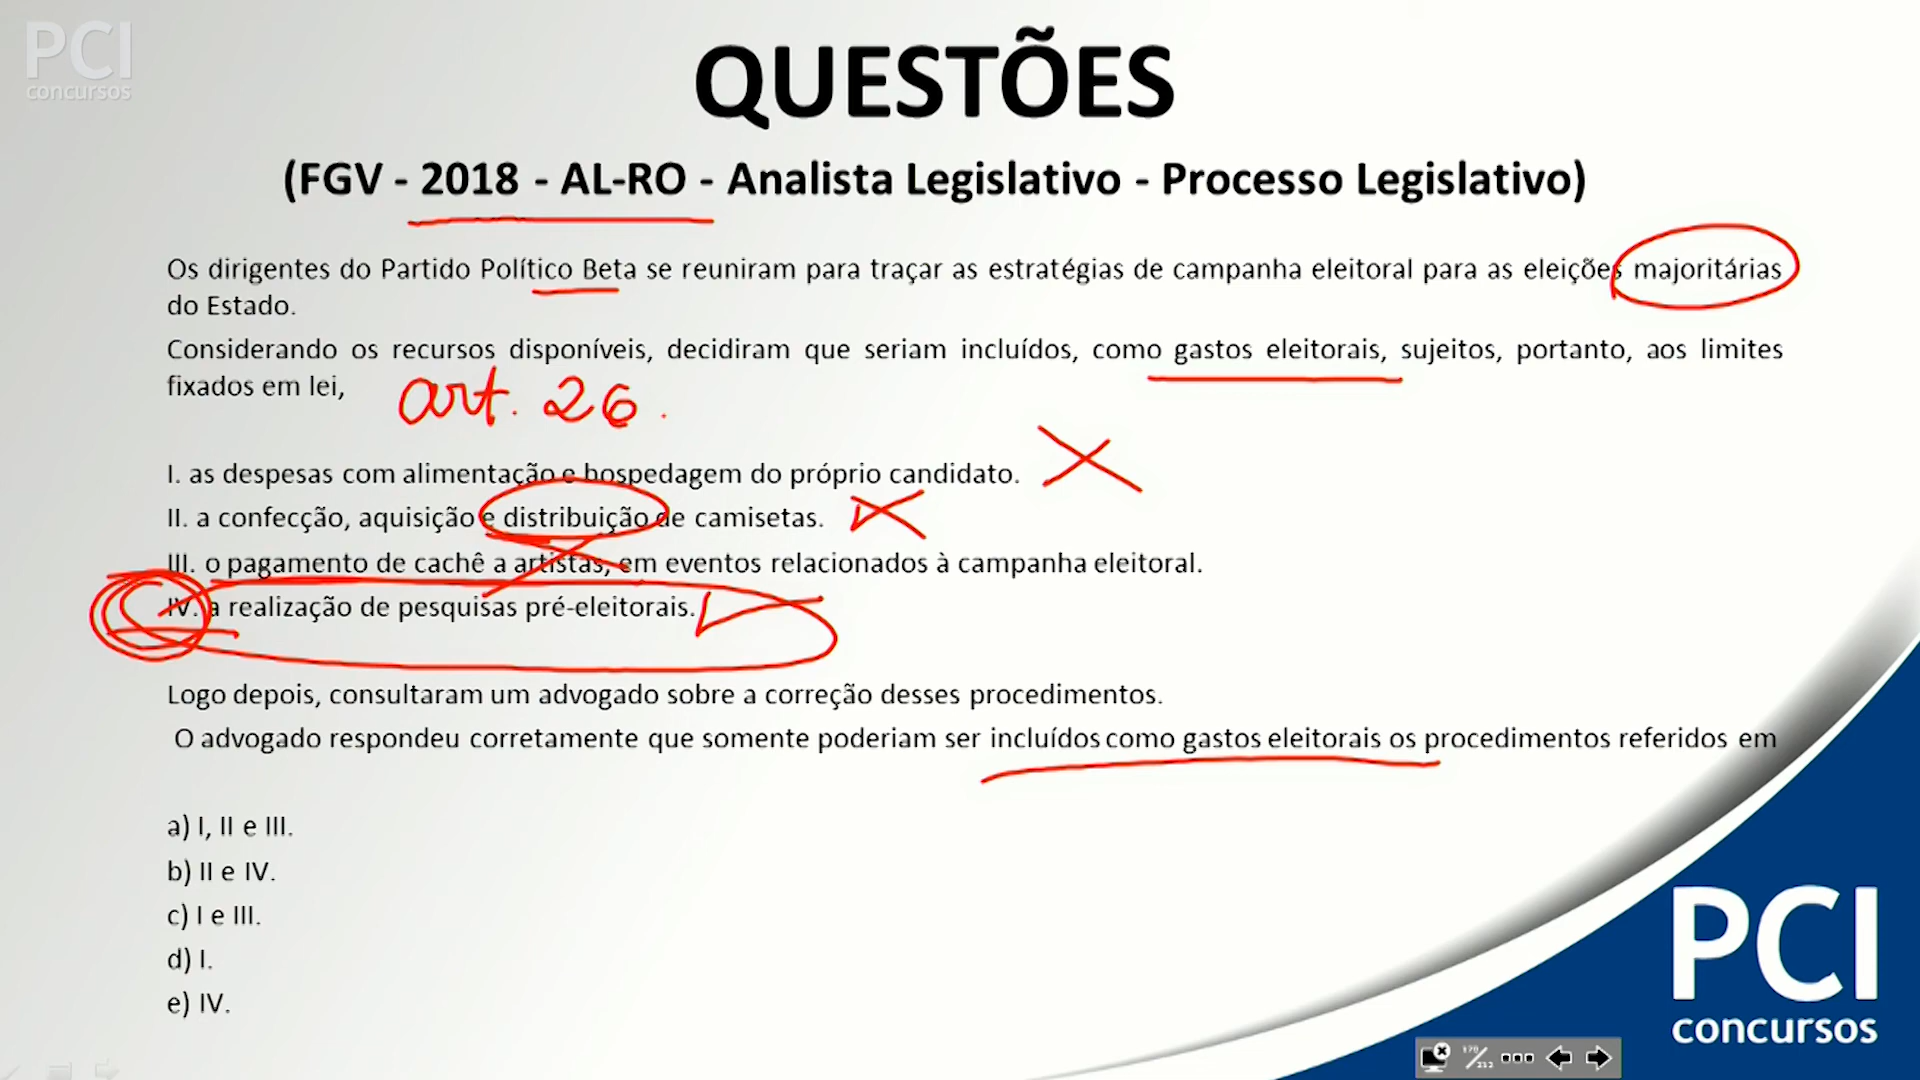 PCI
concursos
QUESTÕES
(FGV - 2018 - AL-RO - Analista Legislativo - Processo Legislativo)
Os dirigentes do Partido Político Beta se reuniram para traçar as estratégias de campanha eleitoral para as eleições majoritárias
do Estado.
Considerando os recursos disponíveis, decidiram que seriam incluídos, como gastos eleitorais, sujeitos, portanto, aos limites
fixados em lei,
art. 26.
I. as despesas com alimentação e hospedagem do próprio candidato.
II. a confecção, aquisição e distribuição de camisetas.
III. o pagamento de cachê a artistas, em eventos relacionados à campanha eleitoral.
IV. a realização de pesquisas pré-eleitorais.
Logo depois, consultaram um advogado sobre a correção desses procedimentos.
O advogado respondeu corretamente que somente poderiam ser incluídos como gastos eleitorais os procedimentos referidos em
a) I, II e III.
b) II e IV.
c) I e III.
d) I.
e) IV.
PCI
concursos